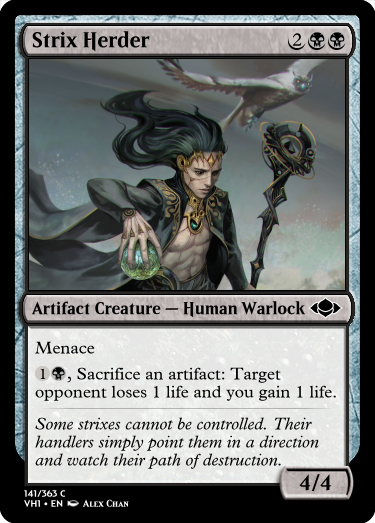 Strix Herder 2
Artifact Creature — Human Warlock
Menace
1, Sacrifice an artifact: Target
opponent loses 1 life and you gain 1 life.
Some strixes cannot be controlled. Their
handlers simply point them in a direction
and watch their path of destruction.
4/4
141/363 C
VH1 • EN Alex Chan